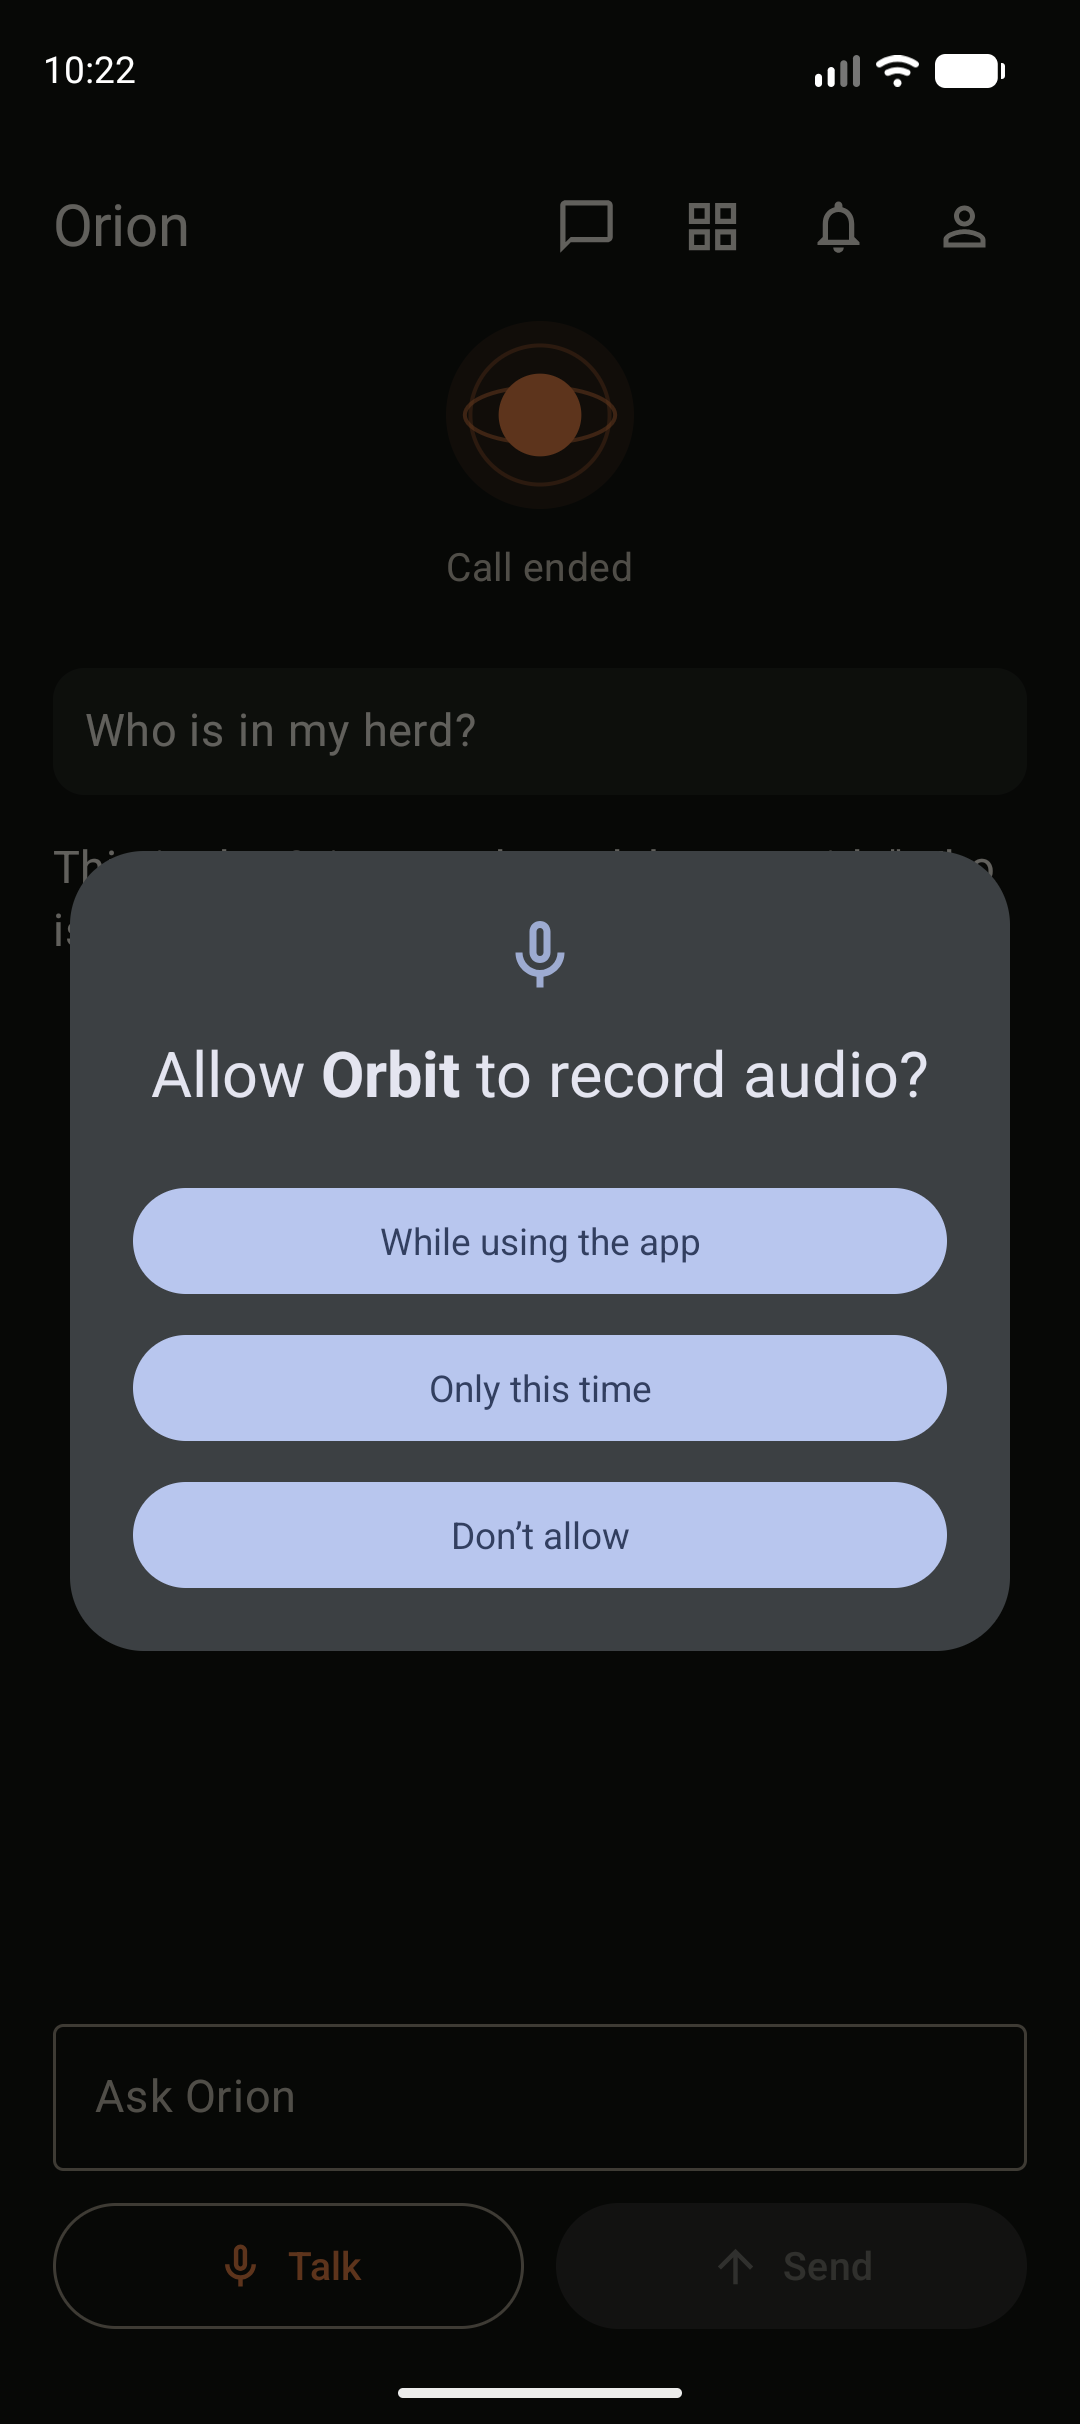 10:22
Orion
Call ended
Who is in my herd?
Allow Orbit to record audio?
While using the app
Only this time
Don’t allow
Ask Orion
Talk
Send